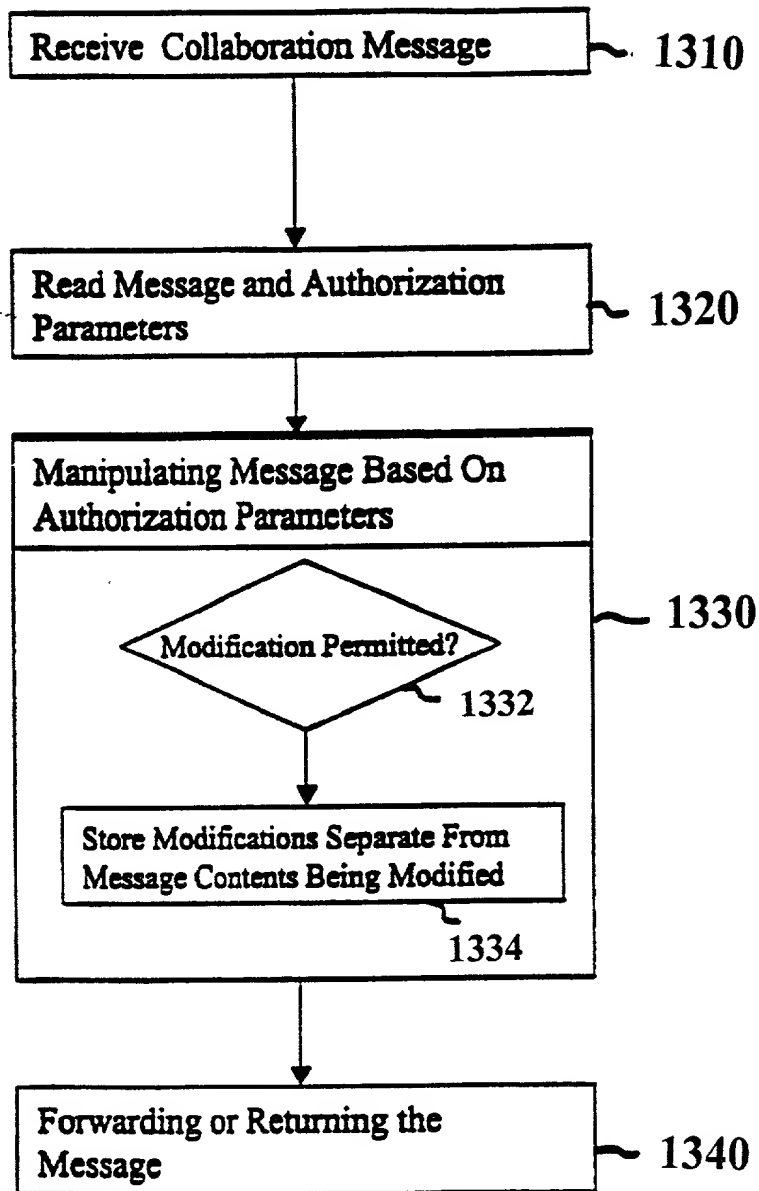 Receive Collaboration Message
1310
Read Message and Authorization
Parameters
1320
Manipulating Message Based On
Authorization Parameters
1330
Modification Permitted?
1332
Store Modifications Separate From
Message Contents Being Modified
1334
Forwarding or Returning the
Message
1340